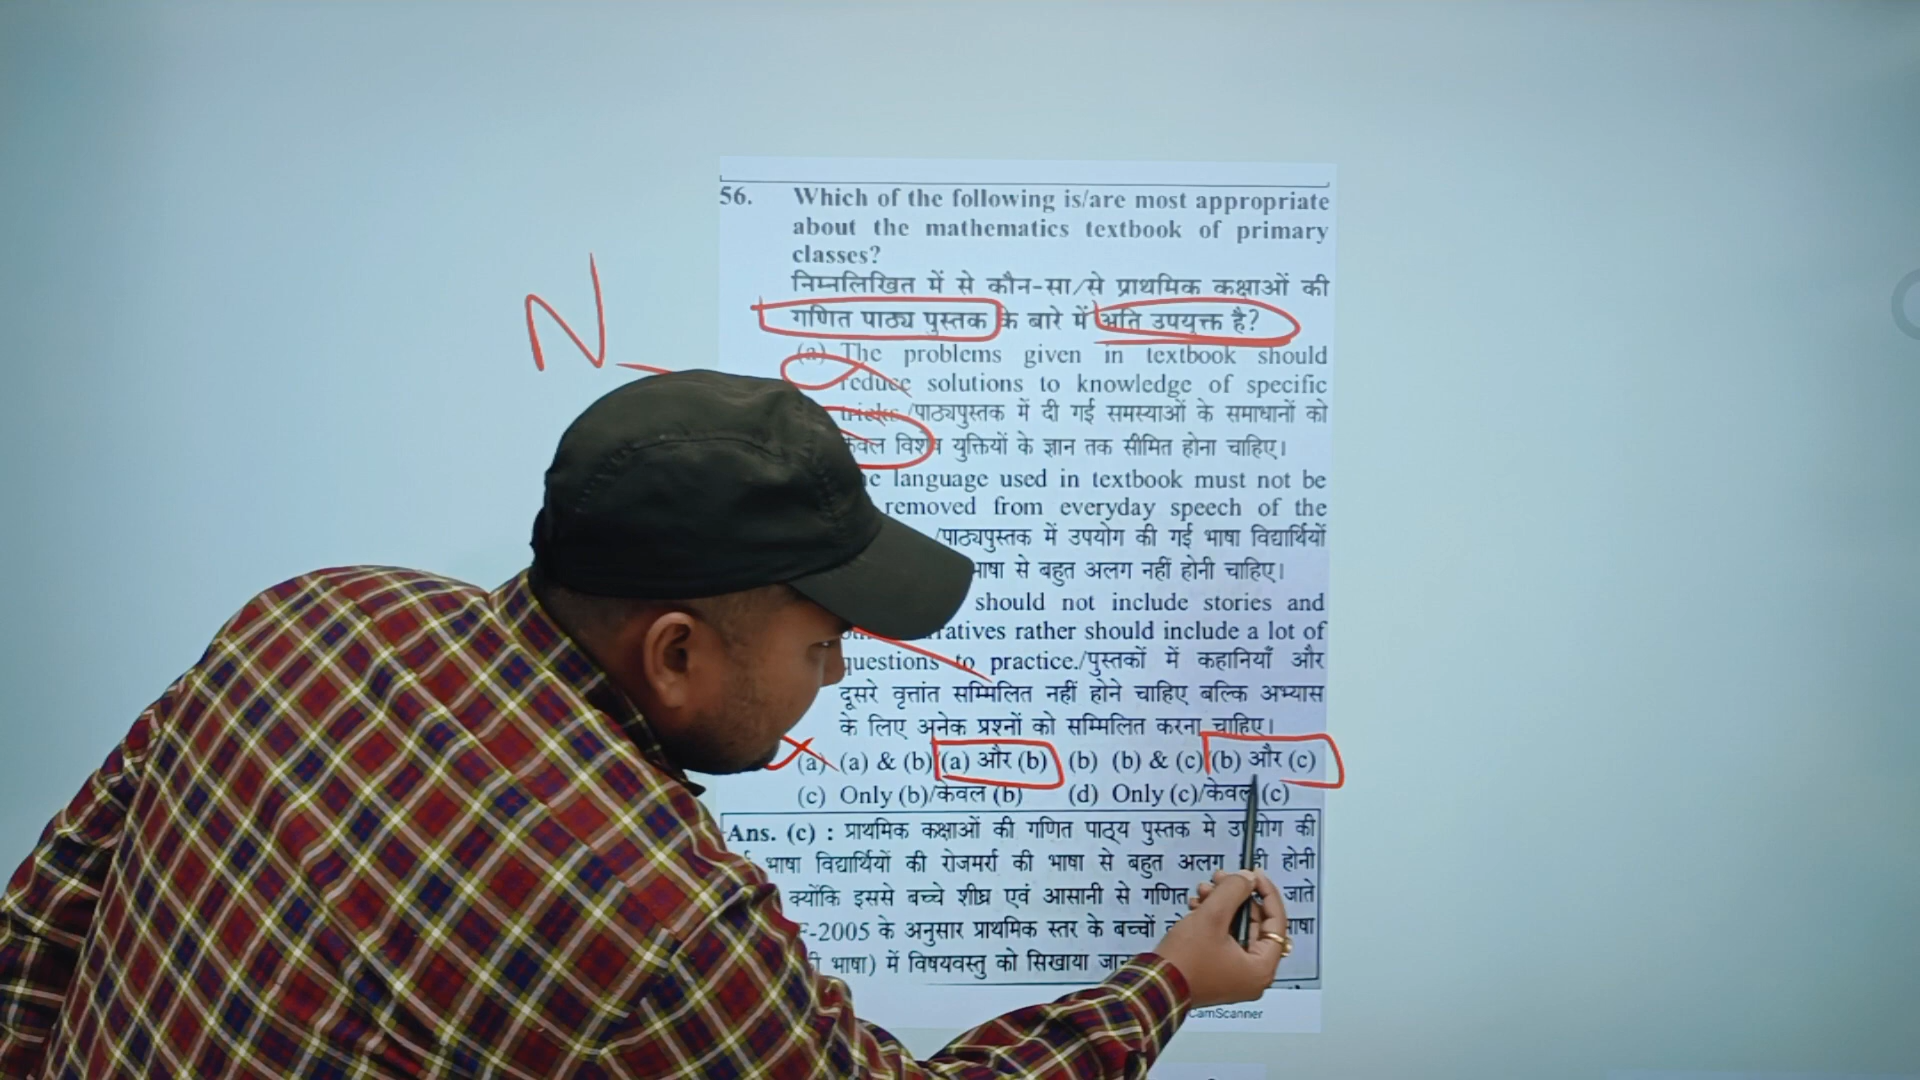 N
56. Which of the following is/are most appropriate
about the mathematics textbook of primary
classes?
निम्नलिखित में से कौन-सा/से प्राथमिक कक्षाओं की
गणित पाठ्य पुस्तक के बारे में अति उपयुक्त है?
(a) The problems given in textbook should
reduce solutions to knowledge of specific
tricks./पाठ्यपुस्तक में दी गई समस्याओं के समाधानों को
केवल विशेष युक्तियों के ज्ञान तक सीमित होना चाहिए।
language used in textbook must not be
removed from everyday speech of the
/पाठ्यपुस्तक में उपयोग की गई भाषा विद्यार्थियों
भाषा से बहुत अलग नहीं होनी चाहिए।
should not include stories and
rather should include a lot of
questions to practice./पुस्तकों में कहानियाँ और
दूसरे वृत्तांत सम्मिलित नहीं होने चाहिए बल्कि अभ्यास
के लिए अनेक प्रश्नों को सम्मिलित करना चाहिए।
(a) (a) & (b)/(a) और (b) (b) (b) & (c)/(b) और (c)
(c) Only (b)/केवल (b) (d) Only (c)/केवल (c)
Ans. (c) : प्राथमिक कक्षाओं की गणित पाठ्य पुस्तक मे उपयोग की
भाषा विद्यार्थियों की रोजमर्रा की भाषा से बहुत अलग होनी
क्योंकि इससे बच्चे शीघ्र एवं आसानी से गणित जाते
-2005 के अनुसार प्राथमिक स्तर के बच्चों
भाषा) में विषयवस्तु को सिखाया
CamScanner